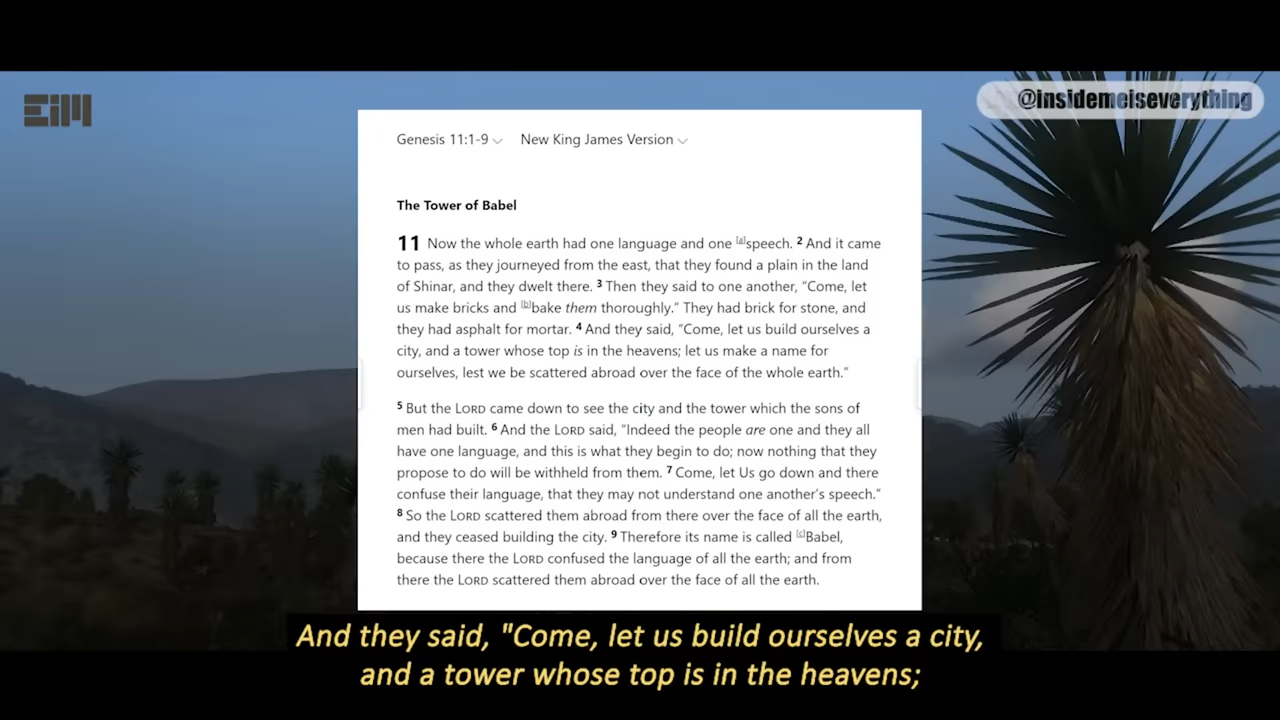 EiM
@insidemeiseverything
Genesis 11:1-9 New King James Version
The Tower of Babel
11 Now the whole earth had one language and one [a]speech. 2 And it came
to pass, as they journeyed from the east, that they found a plain in the land
of Shinar, and they dwelt there. 3 Then they said to one another, “Come, let
us make bricks and [b]bake them thoroughly.” They had brick for stone, and
they had asphalt for mortar. 4 And they said, “Come, let us build ourselves a
city, and a tower whose top is in the heavens; let us make a name for
ourselves, lest we be scattered abroad over the face of the whole earth.”
5 But the LORD came down to see the city and the tower which the sons of
men had built. 6 And the LORD said, “Indeed the people are one and they all
have one language, and this is what they begin to do; now nothing that they
propose to do will be withheld from them. 7 Come, let Us go down and there
confuse their language, that they may not understand one another’s speech.”
8 So the LORD scattered them abroad from there over the face of all the earth,
and they ceased building the city. 9 Therefore its name is called [c]Babel,
because there the LORD confused the language of all the earth; and from
there the LORD scattered them abroad over the face of all the earth.
And they said, "Come, let us build ourselves a city,
and a tower whose top is in the heavens;